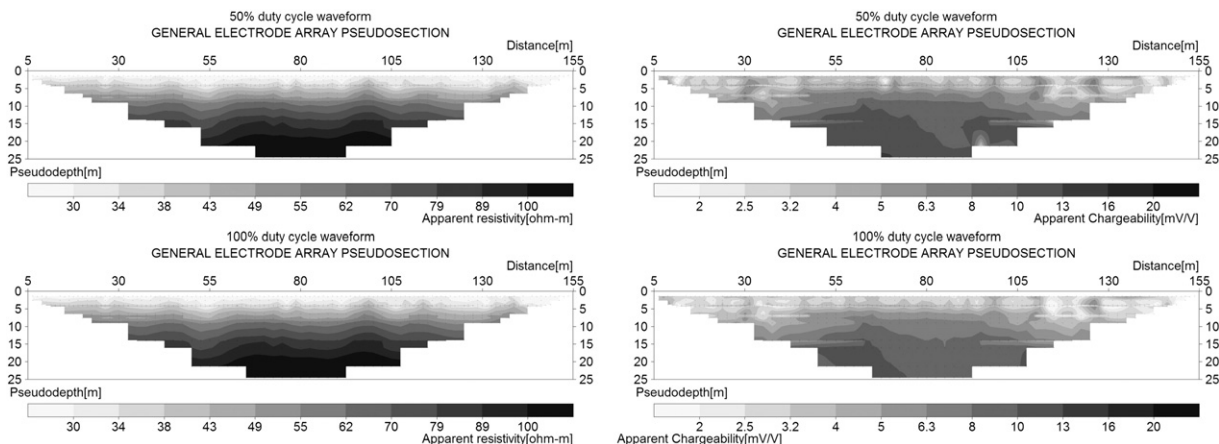 50% duty cycle waveform
GENERAL ELECTRODE ARRAY PSEUDOSECTION
Distance[m]
5 30 55 80 105 130 155
0 0
5 5
10 10
15 15
20 20
25 25
Pseudodepth[m]
30 34 38 43 49 55 62 70 79 89 100
Apparent resistivity[ohm-m]
50% duty cycle waveform
GENERAL ELECTRODE ARRAY PSEUDOSECTION
Distance[m]
5 30 55 80 105 130 155
0 0
5 5
10 10
15 15
20 20
25 25
Pseudodepth[m]
2 2.5 3.2 4 5 6.3 8 10 13 16 20
Apparent Chargeability[mV/V]
100% duty cycle waveform
GENERAL ELECTRODE ARRAY PSEUDOSECTION
Distance[m]
5 30 55 80 105 130 155
0 0
5 5
10 10
15 15
20 20
25 25
Pseudodepth[m]
30 34 38 43 49 55 62 70 79 89 100
Apparent resistivity[ohm-m]
100% duty cycle waveform
GENERAL ELECTRODE ARRAY PSEUDOSECTION
Distance[m]
5 30 55 80 105 130 155
0 0
5 5
10 10
15 15
20 20
25 25
Pseudodepth[m]
2 2.5 3.2 4 5 6.3 8 10 13 16 20
Apparent Chargeability[mV/V]